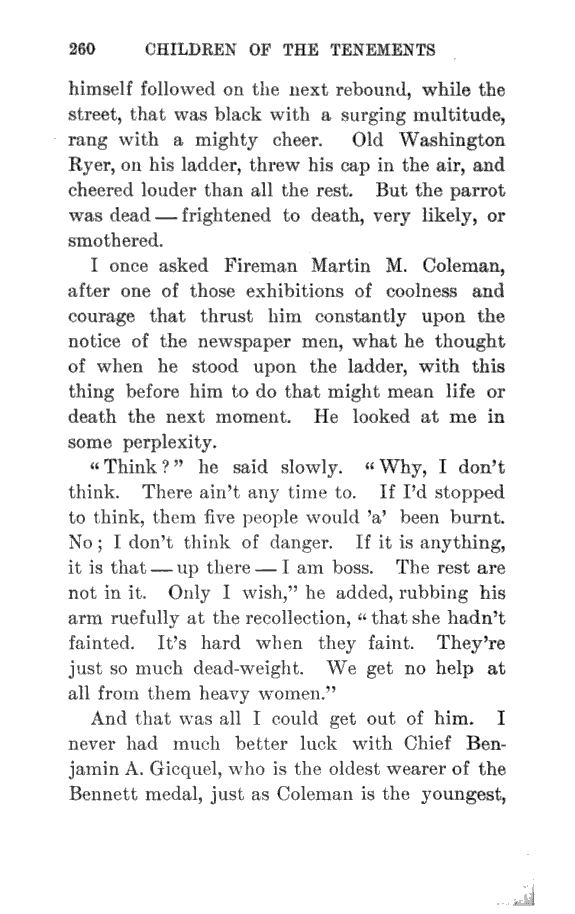 260 CHILDREN OF THE TENEMENTS
himself followed on the next rebound, while the
street, that was black with a surging multitude,
rang with a mighty cheer. Old Washington
Ryer, on his ladder, threw his cap in the air, and
cheered louder than all the rest. But the parrot
was dead — frightened to death, very likely, or
smothered.
I once asked Fireman Martin M. Coleman,
after one of those exhibitions of coolness and
courage that thrust him constantly upon the
notice of the newspaper men, what he thought
of when he stood upon the ladder, with this
thing before him to do that might mean life or
death the next moment. He looked at me in
some perplexity.
“Think?” he said slowly. “Why, I don’t
think. There ain’t any time to. If I’d stopped
to think, them five people would ’a’ been burnt.
No; I don’t think of danger. If it is anything,
it is that — up there — I am boss. The rest are
not in it. Only I wish,” he added, rubbing his
arm ruefully at the recollection, “that she hadn’t
fainted. It’s hard when they faint. They’re
just so much dead-weight. We get no help at
all from them heavy women.”
And that was all I could get out of him. I
never had much better luck with Chief Ben-
jamin A. Gicquel, who is the oldest wearer of the
Bennett medal, just as Coleman is the youngest,